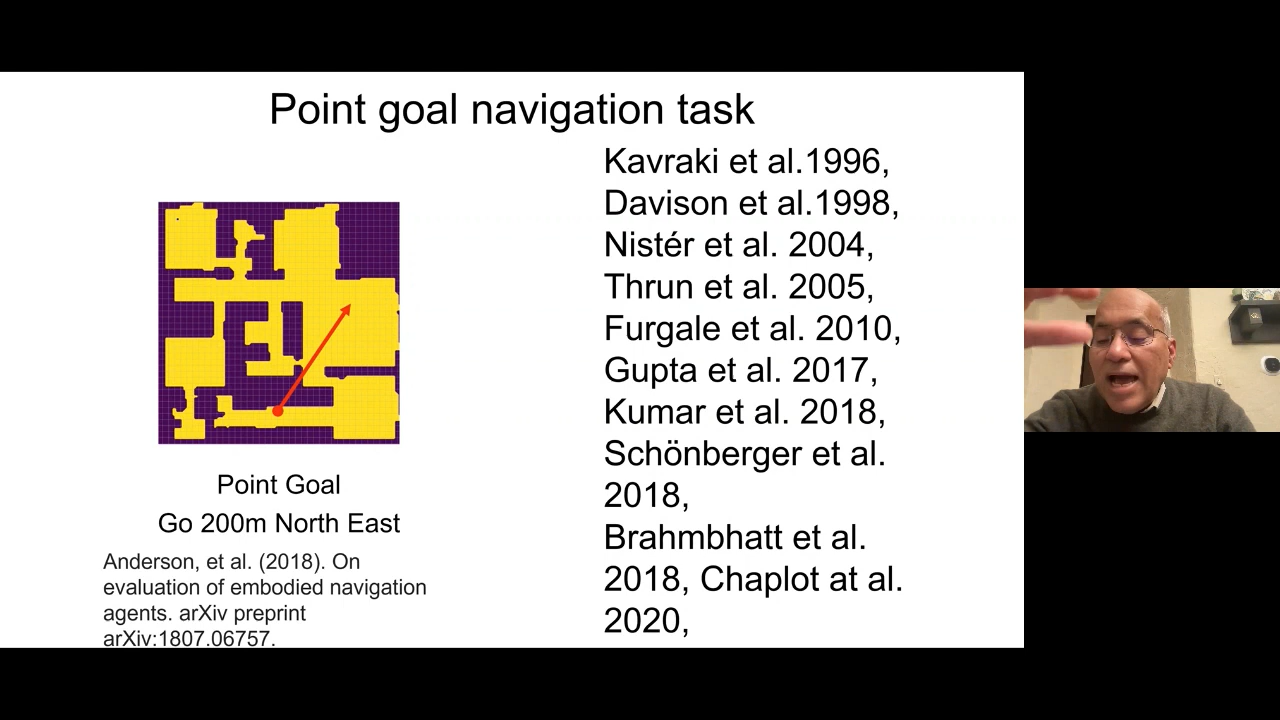 Point goal navigation task
Kavraki et al.1996,
Davison et al.1998,
Nistér et al. 2004,
Thrun et al. 2005,
Furgale et al. 2010,
Gupta et al. 2017,
Kumar et al. 2018,
Schönberger et al.
2018,
Brahmbhatt et al.
2018, Chaplot at al.
2020,
Point Goal
Go 200m North East
Anderson, et al. (2018). On
evaluation of embodied navigation
agents. arXiv preprint
arXiv:1807.06757.